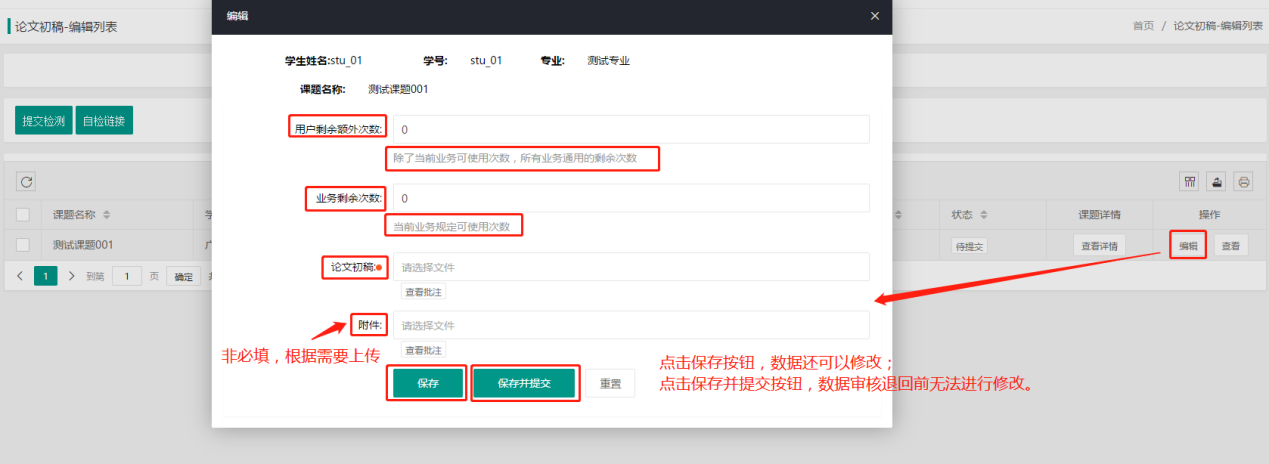 论文初稿-编辑列表
首页 / 论文初稿-编辑列表
编辑
学生姓名:stu_01 学号: stu_01 专业: 测试专业
课题名称: 测试课题001
提交检测 自检链接
用户剩余额外次数: 0
除了当前业务可使用次数，所有业务通用的剩余次数
业务剩余次数: 0
当前业务规定可使用次数
课题名称
状态 课题详情 操作
测试课题001
待提交 查看详情 编辑 查看
论文初稿: 请选择文件
查看批注
1 到第 1 页 确定
附件: 请选择文件
查看批注
非必填，根据需要上传
保存 保存并提交 重置
点击保存按钮，数据还可以修改；
点击保存并提交按钮，数据审核退回前无法进行修改。